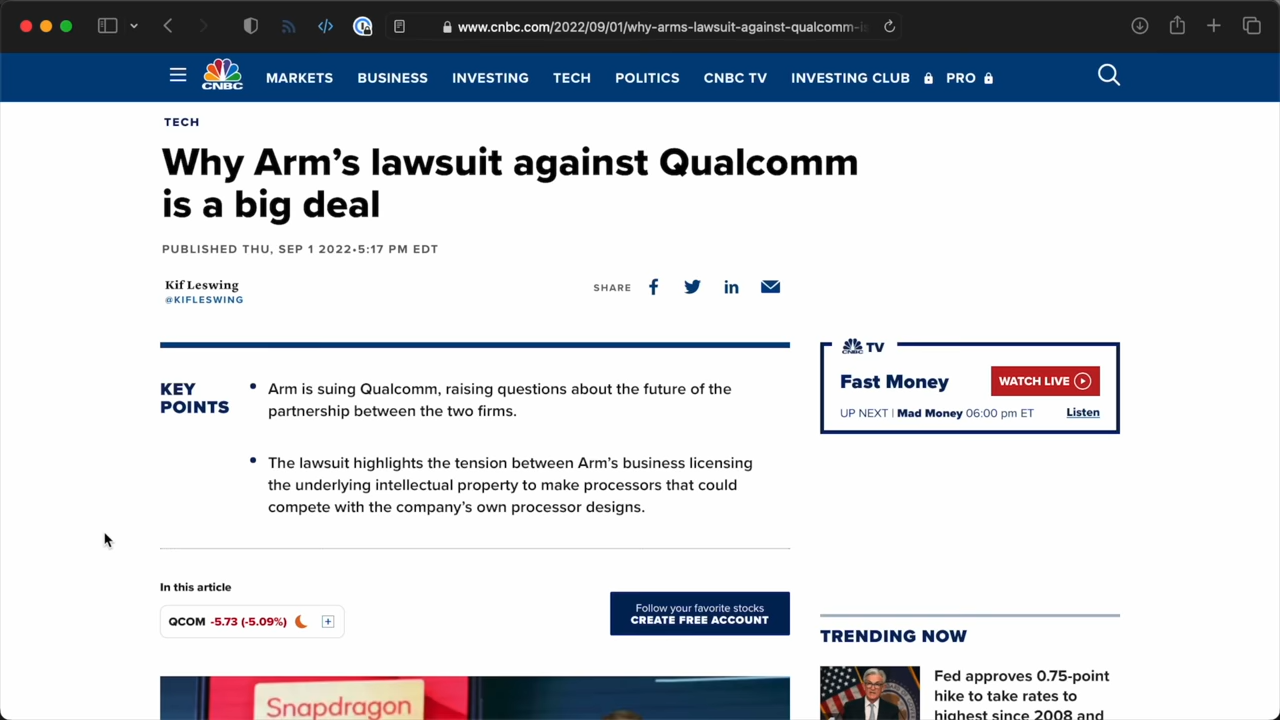 www.cnbc.com/2022/09/01/why-arms-lawsuit-against-qualcomm-is
CNBC
MARKETS BUSINESS INVESTING TECH POLITICS CNBC TV INVESTING CLUB PRO
TECH
Why Arm's lawsuit against Qualcomm
is a big deal
PUBLISHED THU, SEP 1 2022•5:17 PM EDT
Kif Leswing
@KIFLESWING
SHARE
KEY
POINTS
Arm is suing Qualcomm, raising questions about the future of the
partnership between the two firms.
The lawsuit highlights the tension between Arm's business licensing
the underlying intellectual property to make processors that could
compete with the company's own processor designs.
CNBC TV
Fast Money
WATCH LIVE
UP NEXT | Mad Money 06:00 pm ET
Listen
In this article
QCOM -5.73 (-5.09%)
Follow your favorite stocks
CREATE FREE ACCOUNT
Snapdragon
TRENDING NOW
Fed approves 0.75-point
hike to take rates to
highest since 2008 and